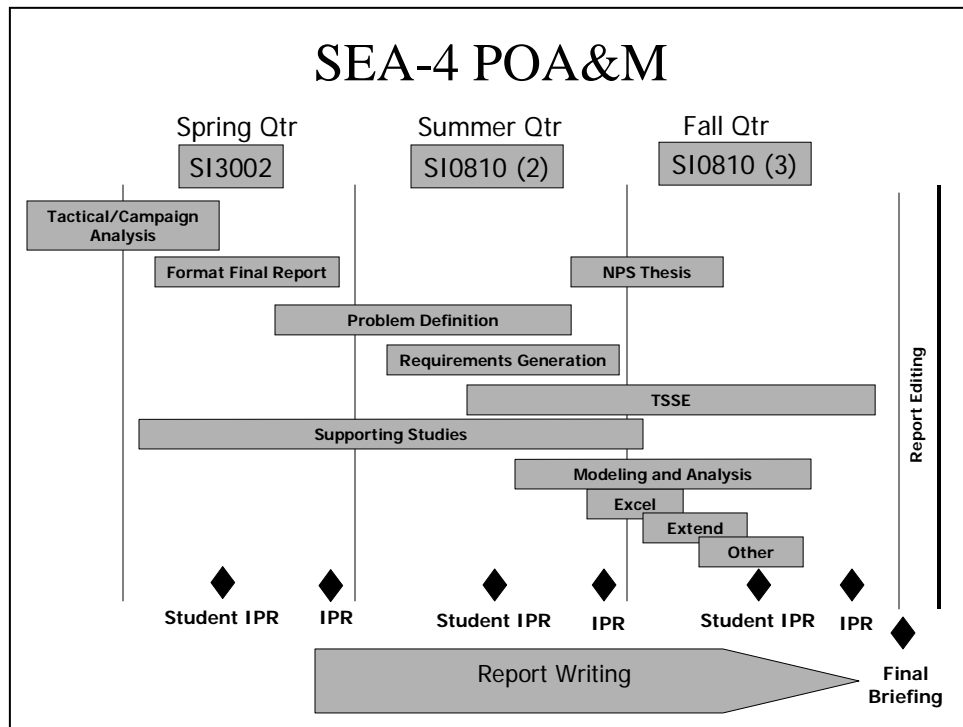 SEA-4 POA&M
Spring Qtr
Summer Qtr
Fall Qtr
SI3002
SI0810 (2)
SI0810 (3)
Tactical/Campaign
Analysis
Format Final Report
NPS Thesis
Problem Definition
Requirements Generation
TSSE
Supporting Studies
Modeling and Analysis
Excel
Extend
Other
Report Editing
Student IPR
IPR
Student IPR
IPR
Student IPR
IPR
Report Writing
Final
Briefing